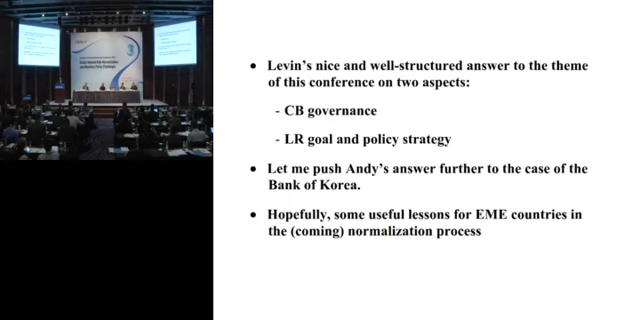 • Levin's nice and well-structured answer to the theme
of this conference on two aspects:
- CB governance
- LR goal and policy strategy
• Let me push Andy's answer further to the case of the
Bank of Korea.
• Hopefully, some useful lessons for EME countries in
the (coming) normalization process